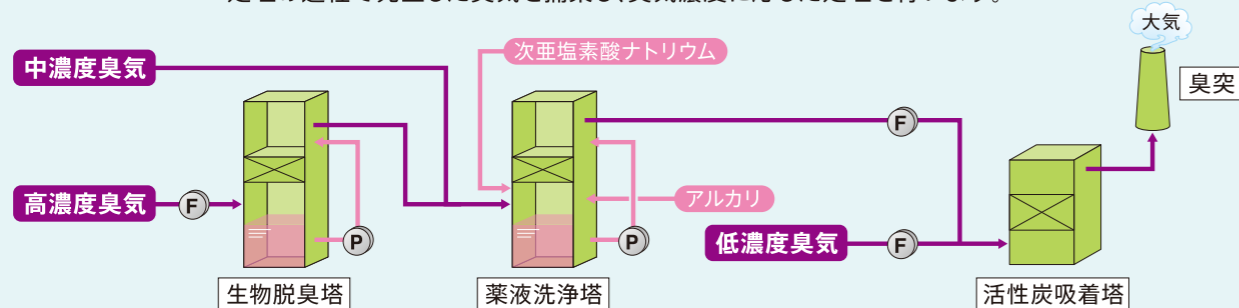 大気
次亜塩素酸ナトリウム
中濃度臭気
臭突
F
高濃度臭気
F
アルカリ
P
P
低濃度臭気
F
生物脱臭塔
薬液洗浄塔
活性炭吸着塔